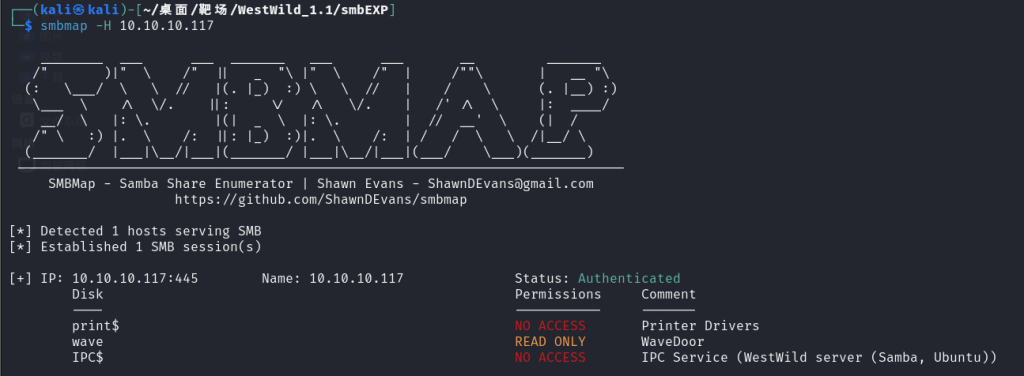 ┌──(kali㉿kali)-[~/桌面/靶场/WestWild_1.1/smbEXP]
└─$ smbmap -H 10.10.10.117
SMBMap - Samba Share Enumerator | Shawn Evans - ShawnDEvans@gmail.com
https://github.com/ShawnDEvans/smbmap
[*] Detected 1 hosts serving SMB
[*] Established 1 SMB session(s)
[+] IP: 10.10.10.117:445 Name: 10.10.10.117 Status: Authenticated
Disk Permissions Comment
---- ----------- -------
print$ NO ACCESS Printer Drivers
wave READ ONLY WaveDoor
IPC$ NO ACCESS IPC Service (WestWild server (Samba, Ubuntu))